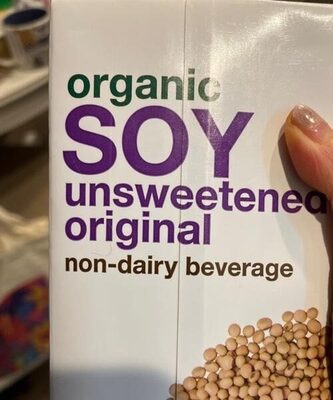 organic
SOY
unsweetened
original
non-dairy beverage